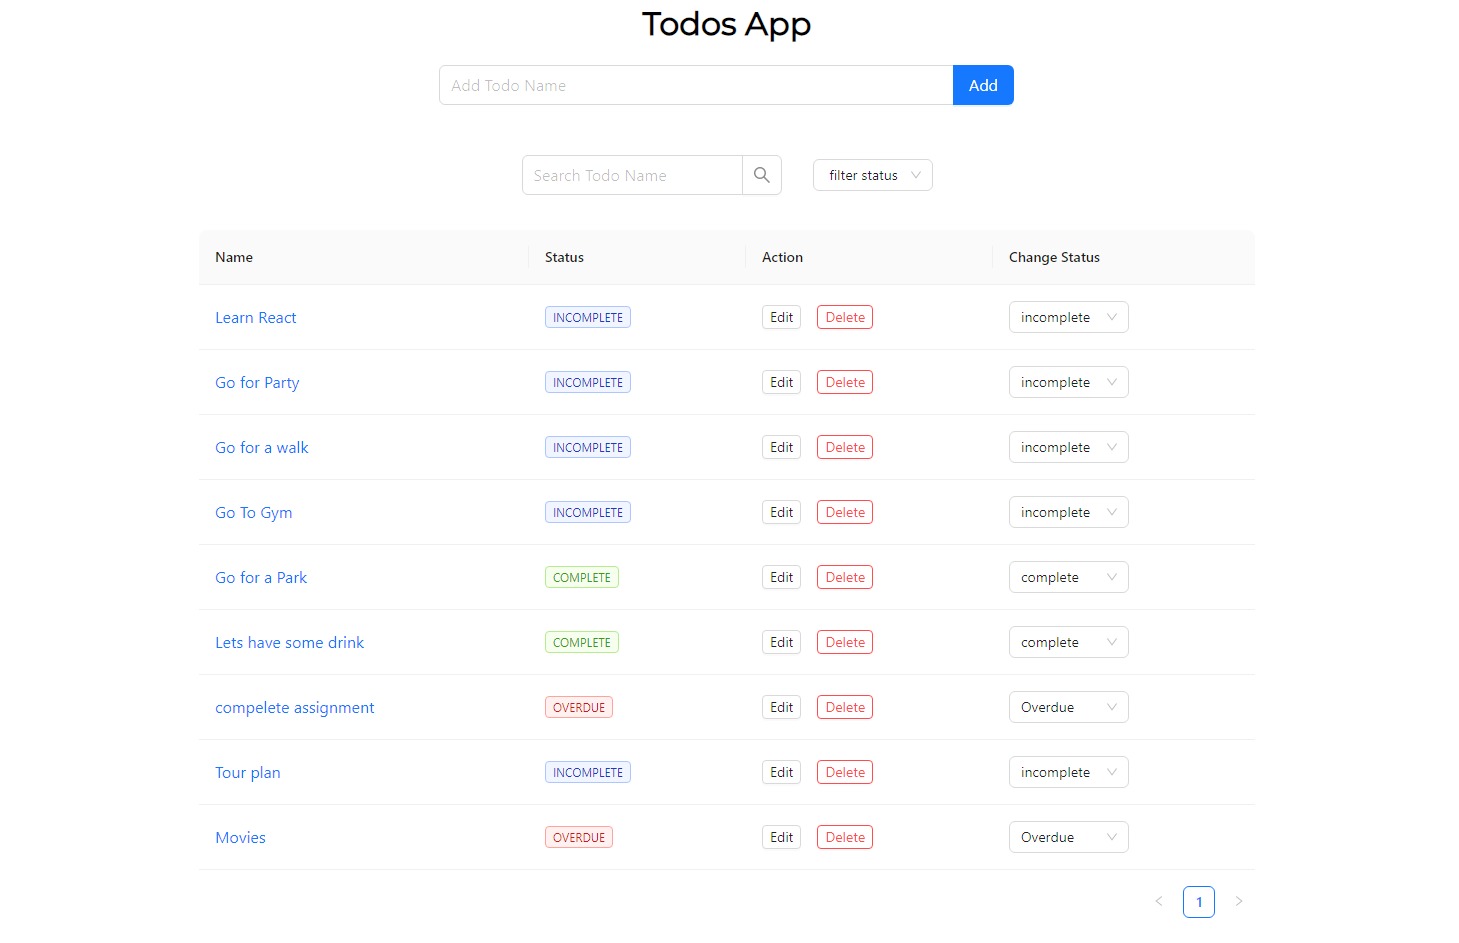 Todos App
Add Todo Name Add
Search Todo Name filter status
Name Status Action Change Status
Learn React INCOMPLETE Edit Delete incomplete
Go for Party INCOMPLETE Edit Delete incomplete
Go for a walk INCOMPLETE Edit Delete incomplete
Go To Gym INCOMPLETE Edit Delete incomplete
Go for a Park COMPLETE Edit Delete complete
Lets have some drink COMPLETE Edit Delete complete
compelete assignment OVERDUE Edit Delete Overdue
Tour plan INCOMPLETE Edit Delete incomplete
Movies OVERDUE Edit Delete Overdue
1